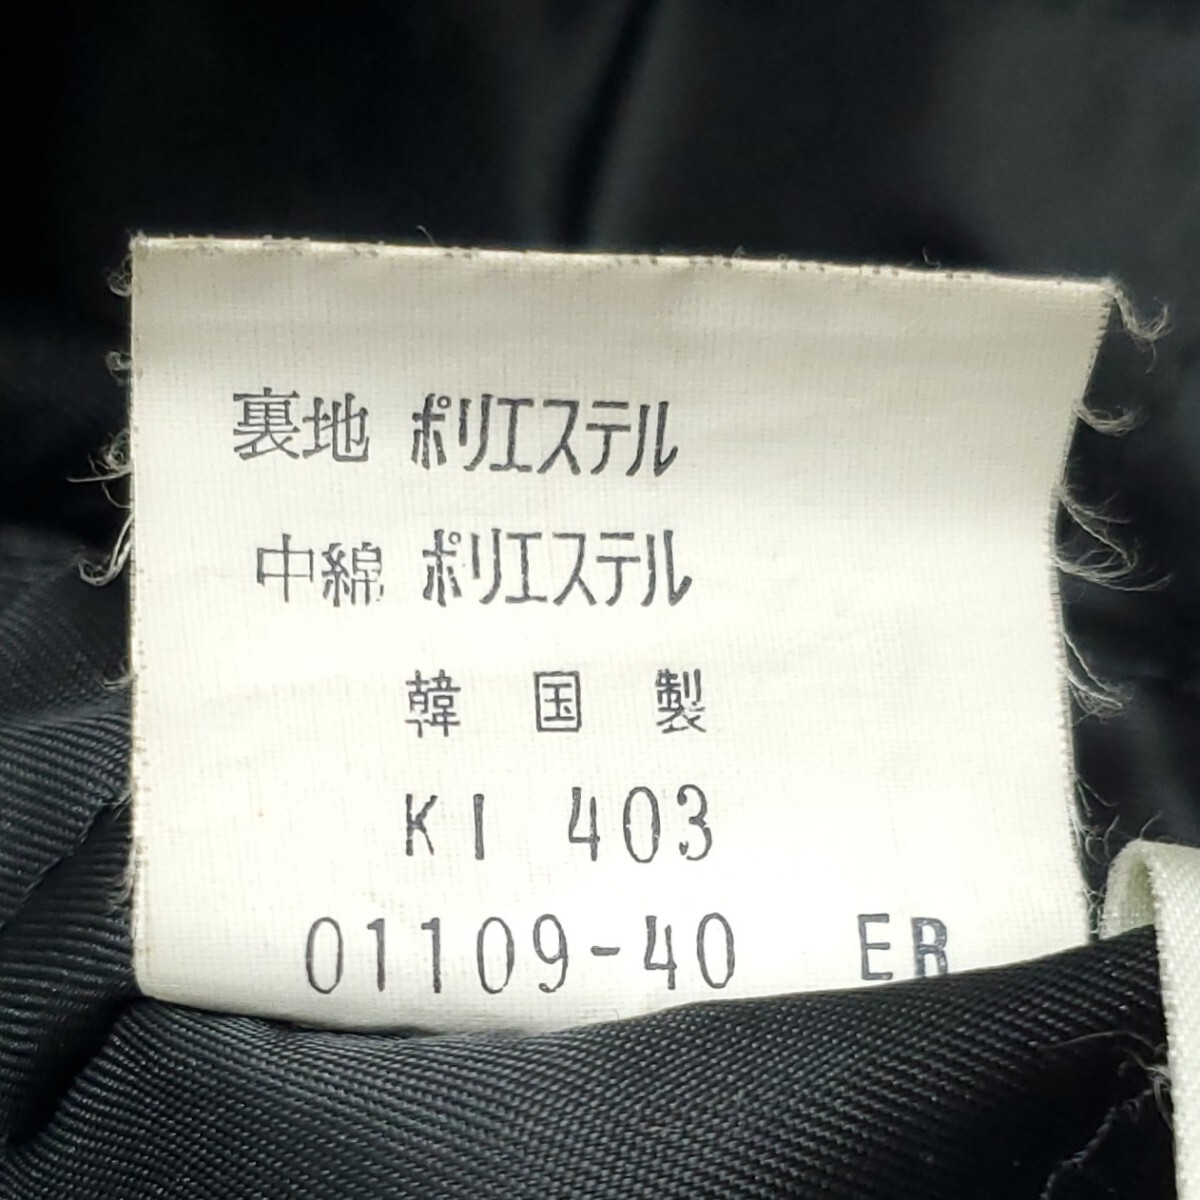 裏地 ポリエステル
中綿 ポリエステル
韓国製
KI 403
01109-40 ER